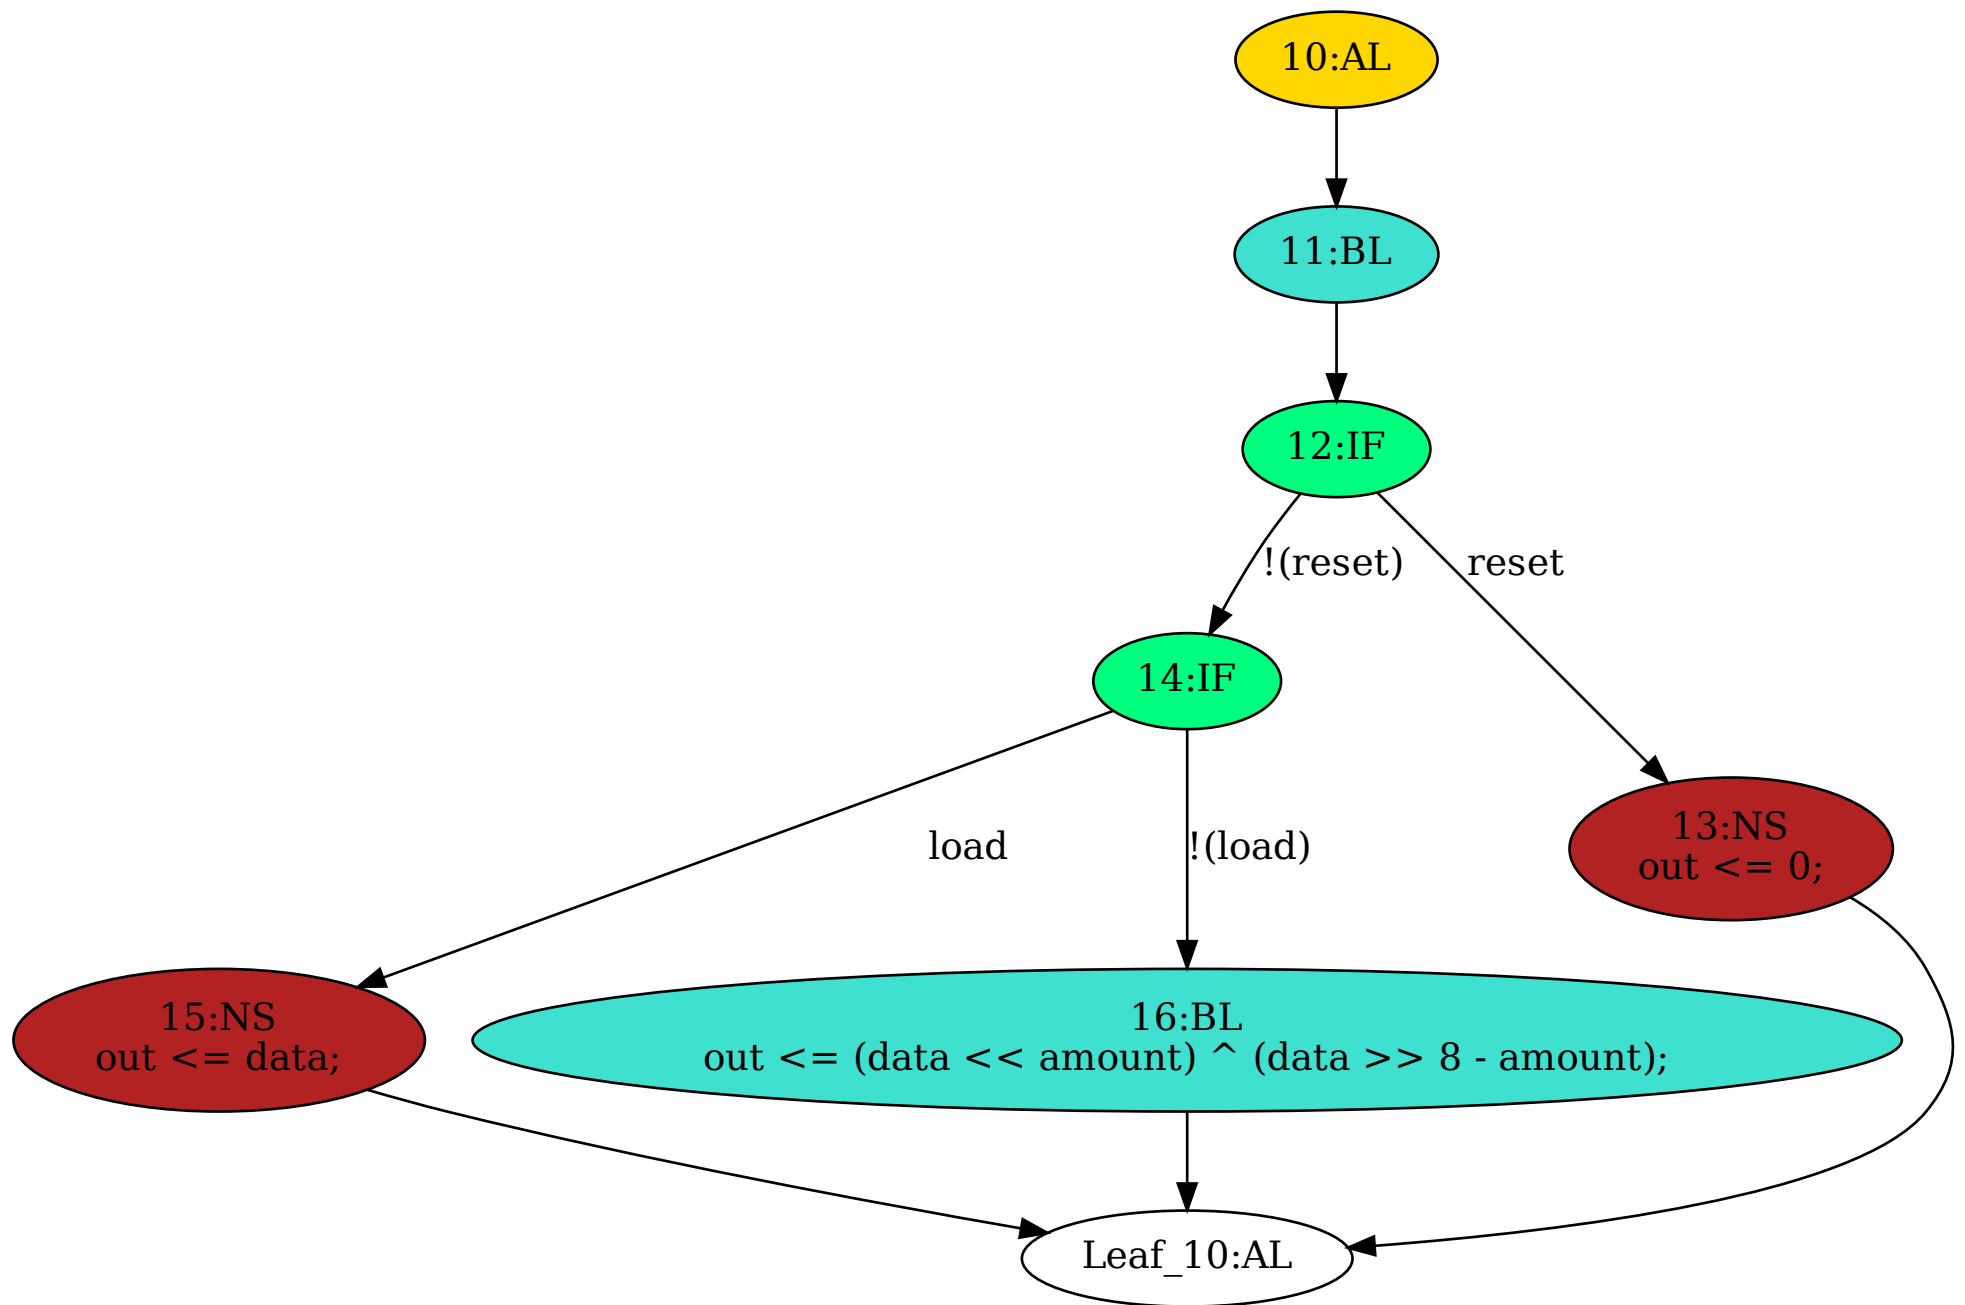 10:AL
11:BL
12:IF
!(reset)
reset
14:IF
load
!(load)
13:NS
out <= 0;
15:NS
out <= data;
16:BL
out <= (data << amount) ^ (data >> 8 - amount);
Leaf_10:AL